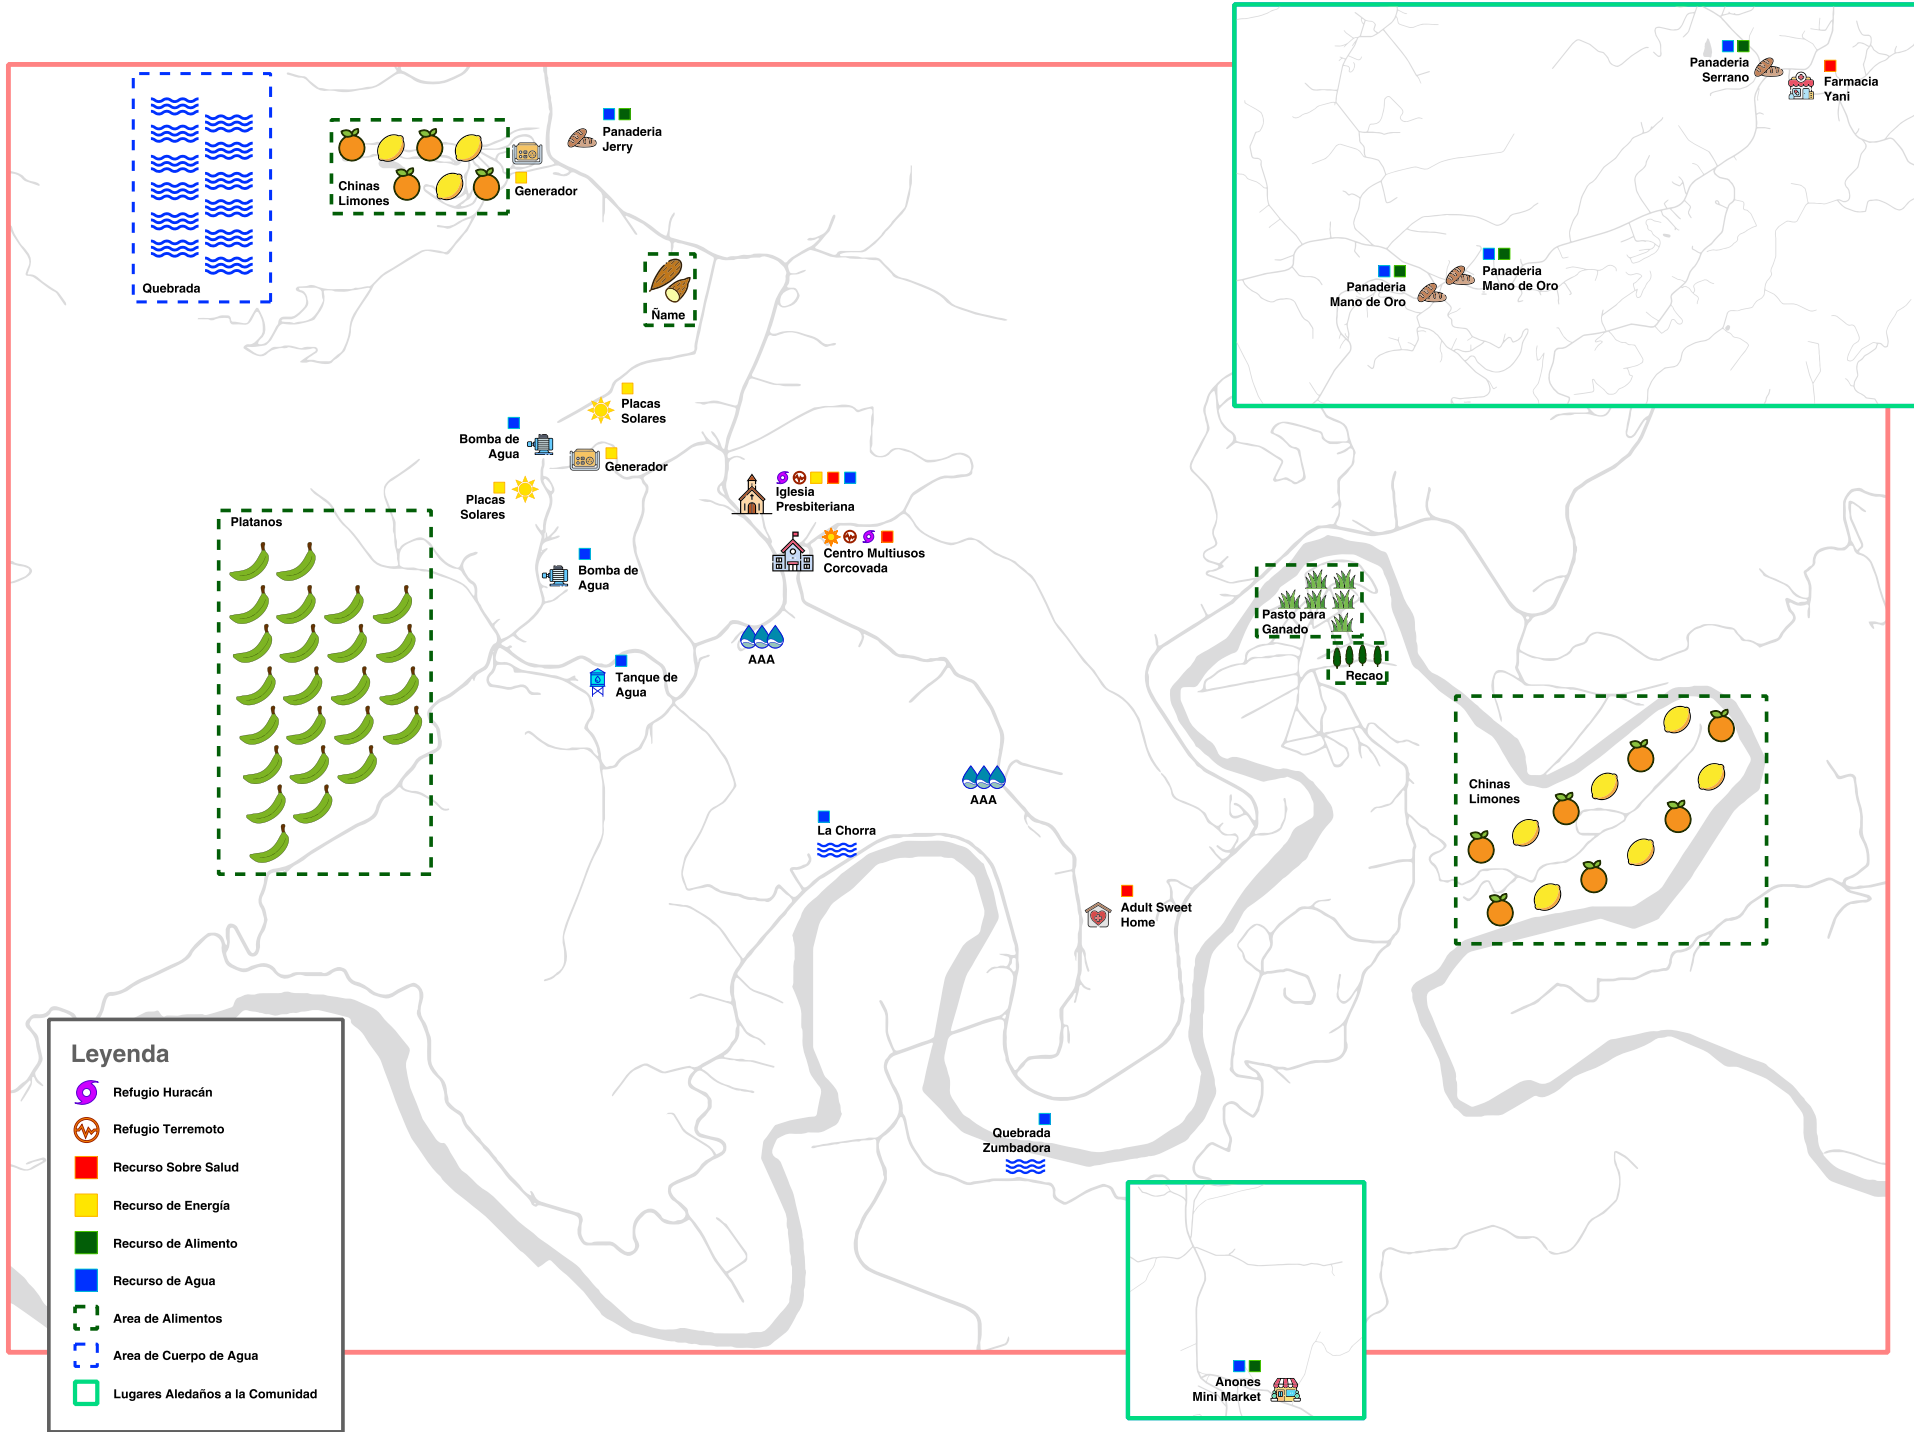 Panaderia
Serrano
Farmacia
Yani
Panaderia
Mano de Oro
Panaderia
Mano de Oro
Panaderia
Jerry
Chinas
Limones
Generador
Quebrada
Ñame
Placas
Solares
Bomba de
Agua
Generador
Placas
Solares
Iglesia
Presbiteriana
Platanos
Centro Multiusos
Corcovada
Bomba de
Agua
Pasto para
Ganado
AAA
Tanque de
Agua
Recao
Chinas
Limones
AAA
La Chorra
Adult Sweet
Home
Quebrada
Zumbadora
Anones
Mini Market
Leyenda
Refugio Huracán
Refugio Terremoto
Recurso Sobre Salud
Recurso de Energía
Recurso de Alimento
Recurso de Agua
Area de Alimentos
Area de Cuerpo de Agua
Lugares Aledaños a la Comunidad